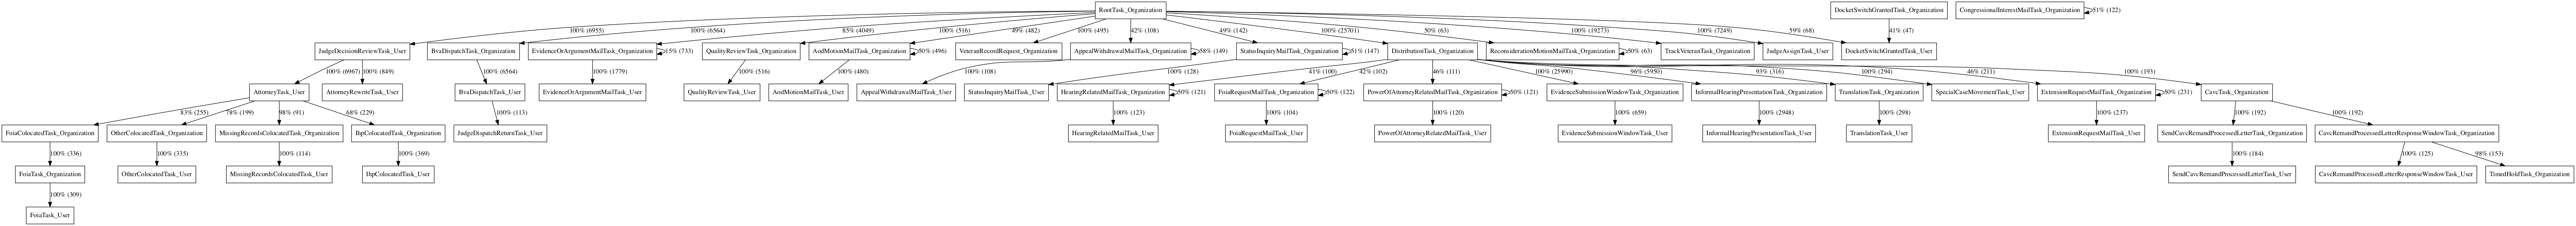 RootTask_Organization
DocketSwitchGrantedTask_Organization
CongressionalInterestMailTask_Organization
51% (122)
100% (6955)
100% (6564)
85% (4049)
100% (516)
49% (482)
100% (495)
42% (108)
49% (142)
100% (25701)
50% (63)
100% (19273)
100% (7249)
59% (68)
41% (47)
JudgeDecisionReviewTask_User
BvaDispatchTask_Organization
EvidenceOrArgumentMailTask_Organization
15% (733)
QualityReviewTask_Organization
AodMotionMailTask_Organization
50% (496)
VeteranRecordRequest_Organization
AppealWithdrawalMailTask_Organization
58% (149)
StatusInquiryMailTask_Organization
51% (147)
DistributionTask_Organization
ReconsiderationMotionMailTask_Organization
50% (63)
TrackVeteranTask_Organization
JudgeAssignTask_User
DocketSwitchGrantedTask_User
100% (6967)
100% (849)
100% (6564)
100% (1779)
100% (516)
100% (480)
100% (108)
100% (128)
41% (100)
42% (102)
46% (111)
100% (25990)
96% (5950)
93% (316)
100% (294)
46% (211)
100% (193)
AttorneyTask_User
AttorneyRewriteTask_User
BvaDispatchTask_User
EvidenceOrArgumentMailTask_User
QualityReviewTask_User
AodMotionMailTask_User
AppealWithdrawalMailTask_User
StatusInquiryMailTask_User
HearingRelatedMailTask_Organization
50% (121)
FoiaRequestMailTask_Organization
50% (122)
PowerOfAttorneyRelatedMailTask_Organization
50% (121)
EvidenceSubmissionWindowTask_Organization
InformalHearingPresentationTask_Organization
TranslationTask_Organization
SpecialCaseMovementTask_User
ExtensionRequestMailTask_Organization
50% (231)
CavcTask_Organization
83% (255)
78% (199)
98% (91)
68% (229)
100% (113)
100% (123)
100% (104)
100% (120)
100% (659)
100% (2948)
100% (298)
100% (237)
100% (192)
100% (192)
FoiaColocatedTask_Organization
OtherColocatedTask_Organization
MissingRecordsColocatedTask_Organization
IhpColocatedTask_Organization
JudgeDispatchReturnTask_User
HearingRelatedMailTask_User
FoiaRequestMailTask_User
PowerOfAttorneyRelatedMailTask_User
EvidenceSubmissionWindowTask_User
InformalHearingPresentationTask_User
TranslationTask_User
ExtensionRequestMailTask_User
SendCavcRemandProcessedLetterTask_Organization
CavcRemandProcessedLetterResponseWindowTask_Organization
100% (336)
100% (335)
100% (114)
100% (369)
100% (184)
100% (125)
98% (153)
FoiaTask_Organization
OtherColocatedTask_User
MissingRecordsColocatedTask_User
IhpColocatedTask_User
SendCavcRemandProcessedLetterTask_User
CavcRemandProcessedLetterResponseWindowTask_User
TimedHoldTask_Organization
100% (309)
FoiaTask_User